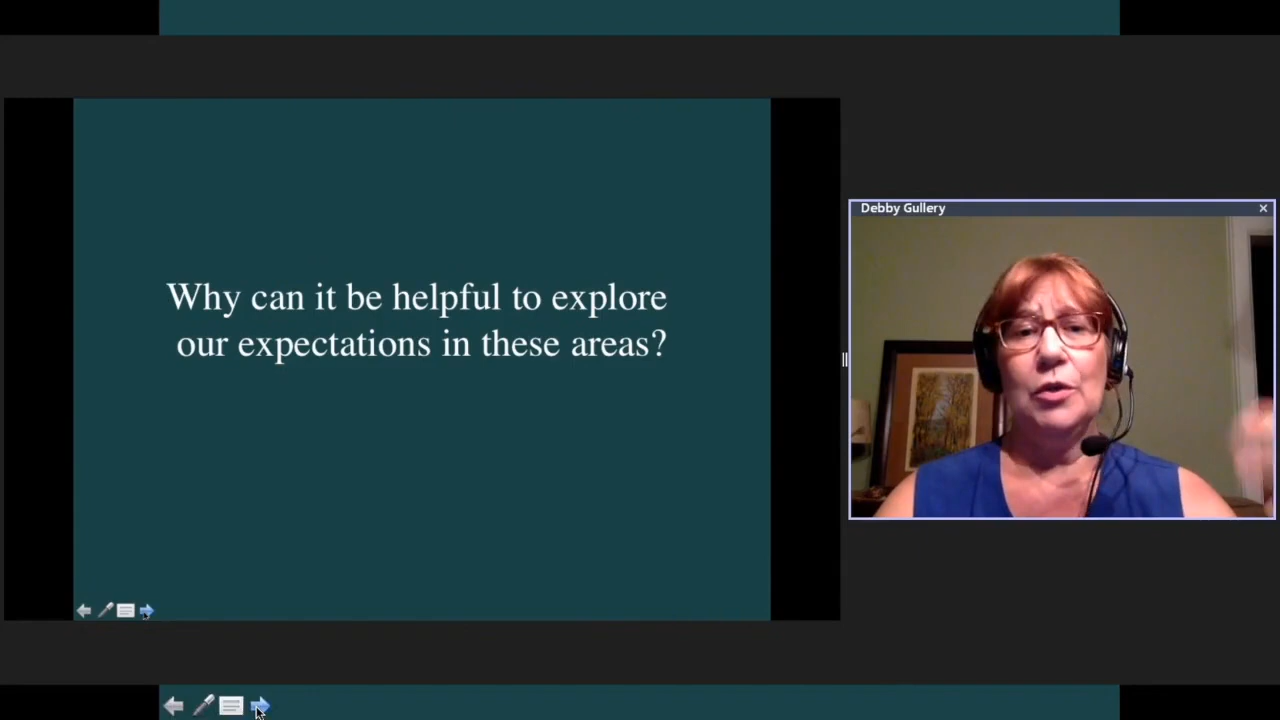 Why can it be helpful to explore
our expectations in these areas?
Debby Gullery